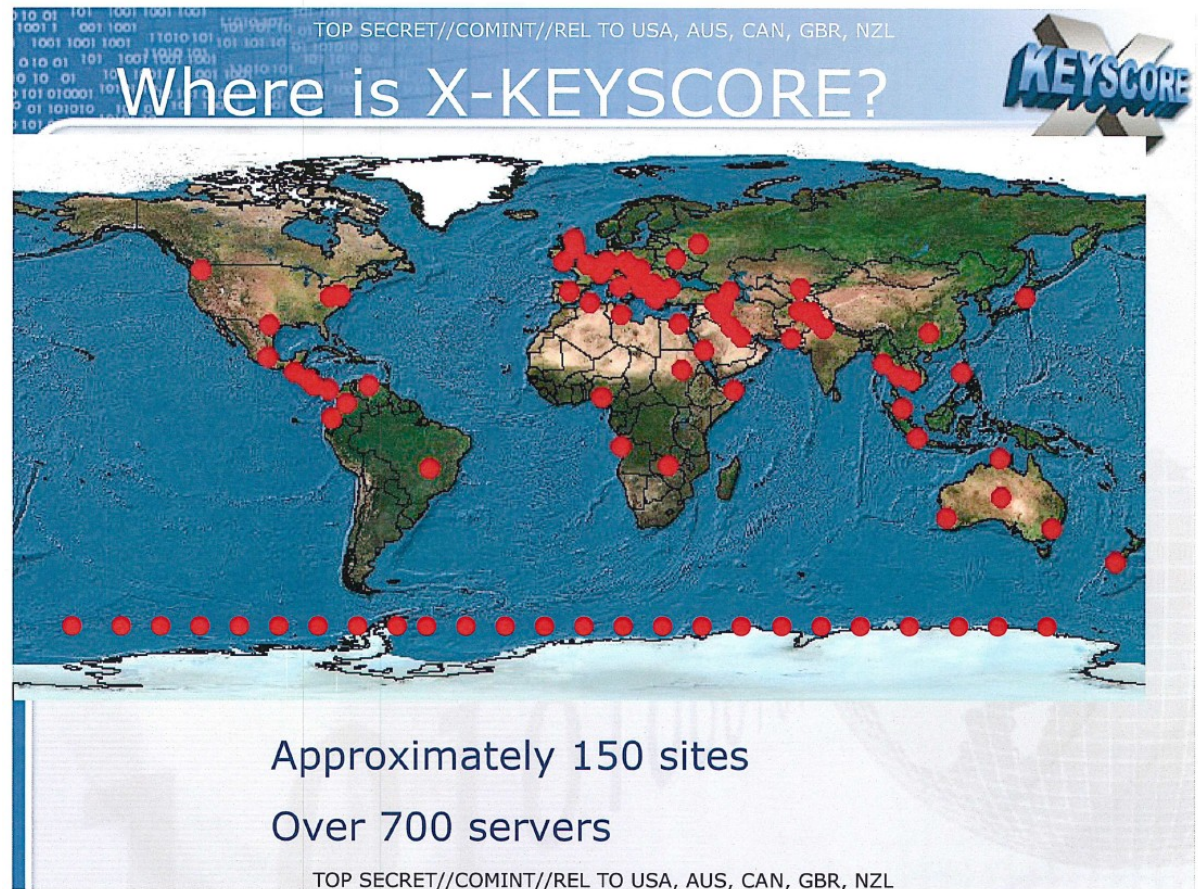 TOP SECRET//COMINT//REL TO USA, AUS, CAN, GBR, NZL
Where is X-KEYSCORE?
X
KEYSCORE
Approximately 150 sites
Over 700 servers
TOP SECRET//COMINT//REL TO USA, AUS, CAN, GBR, NZL